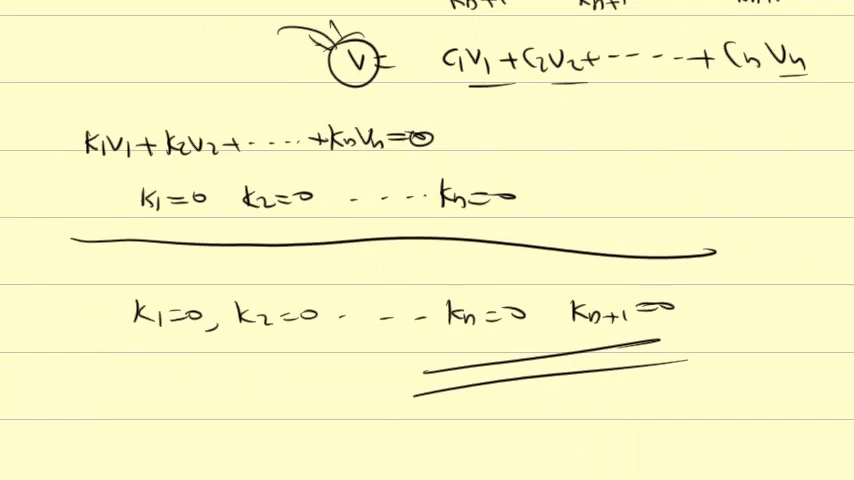 V = C1V1 + C2V2 + ----- + CnVn
K1V1 + K2V2 + ..... + KnVn = 0
K1 = 0 K2 = 0 .... Kn = 0
K1 = 0, K2 = 0 . - - Kn = 0 Kn+1 = 0